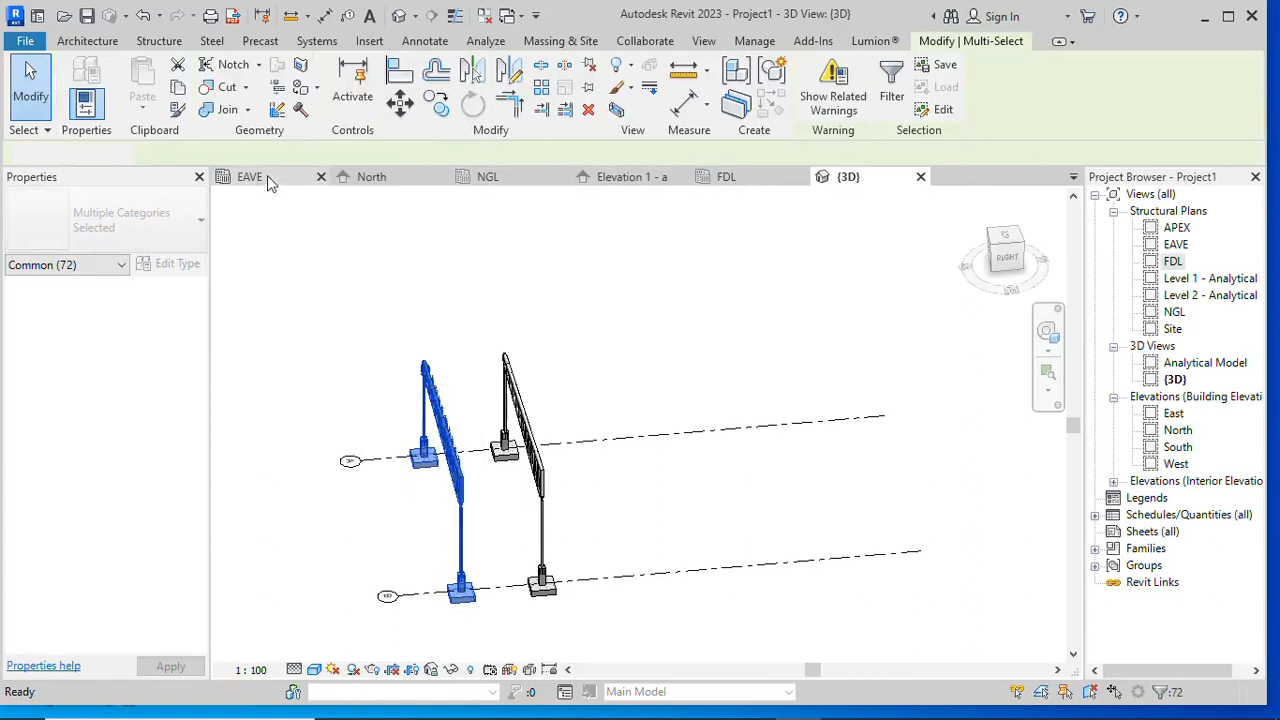 Autodesk Revit 20
- Project1 - 3D View: {3D}
Sign In
File
Architecture
Structure
Steel
Precast
Systems
Insert
Annotate
Analyze
Massing & Site
Collaborate
View
Manage
Add-Ins
Lumion®
Modify | Multi-Select
Modify
Paste
Notch
Cut
Join
Activate
Show Related
Warnings
Filter
Save
Load
Edit
Select
Properties
Clipboard
Geometry
Controls
Modify
View
Measure
Create
Warning
Selection
Properties
EAVE
North
NGL
Elevation 1 - a
FDL
{3D}
Project Browser - Project1
Multiple Categories
Selected
Common (72)
Edit Type
RIGHT
Views (all)
Structural Plans
APEX
EAVE
FDL
Level 1 - Analytical
Level 2 - Analytical
NGL
Site
3D Views
Analytical Model
{3D}
Elevations (Building Elevati
East
North
South
West
Elevations (Interior Elevatio
Legends
Schedules/Quantities (all)
Sheets (all)
Families
Groups
Revit Links
Properties help
Apply
1 : 100
Ready
:0
Main Model
:72